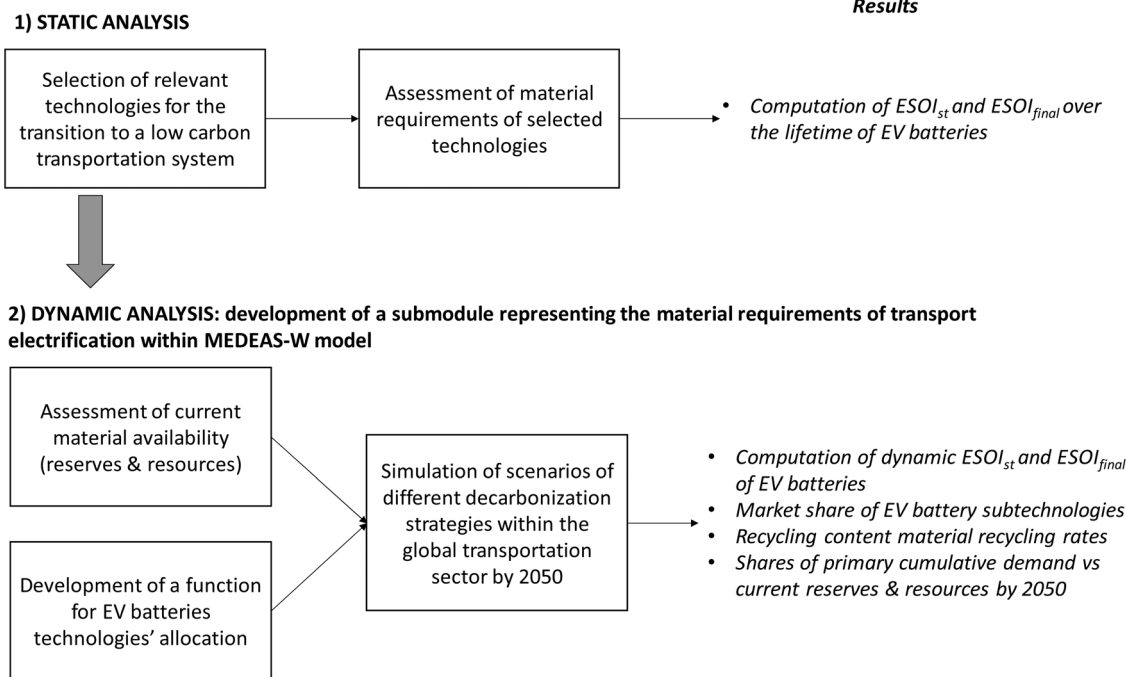 Results
1) STATIC ANALYSIS
Selection of relevant
technologies for the
transition to a low carbon
transportation system
Assessment of material
requirements of selected
technologies
• Computation of ESOIst and ESOIfinal over
the lifetime of EV batteries
2) DYNAMIC ANALYSIS: development of a submodule representing the material requirements of transport
electrification within MEDEAS-W model
Assessment of current
material availability
(reserves & resources)
Development of a function
for EV batteries
technologies’ allocation
Simulation of scenarios of
different decarbonization
strategies within the
global transportation
sector by 2050
• Computation of dynamic ESOIst and ESOIfinal
of EV batteries
• Market share of EV battery subtechnologies
• Recycling content material recycling rates
• Shares of primary cumulative demand vs
current reserves & resources by 2050